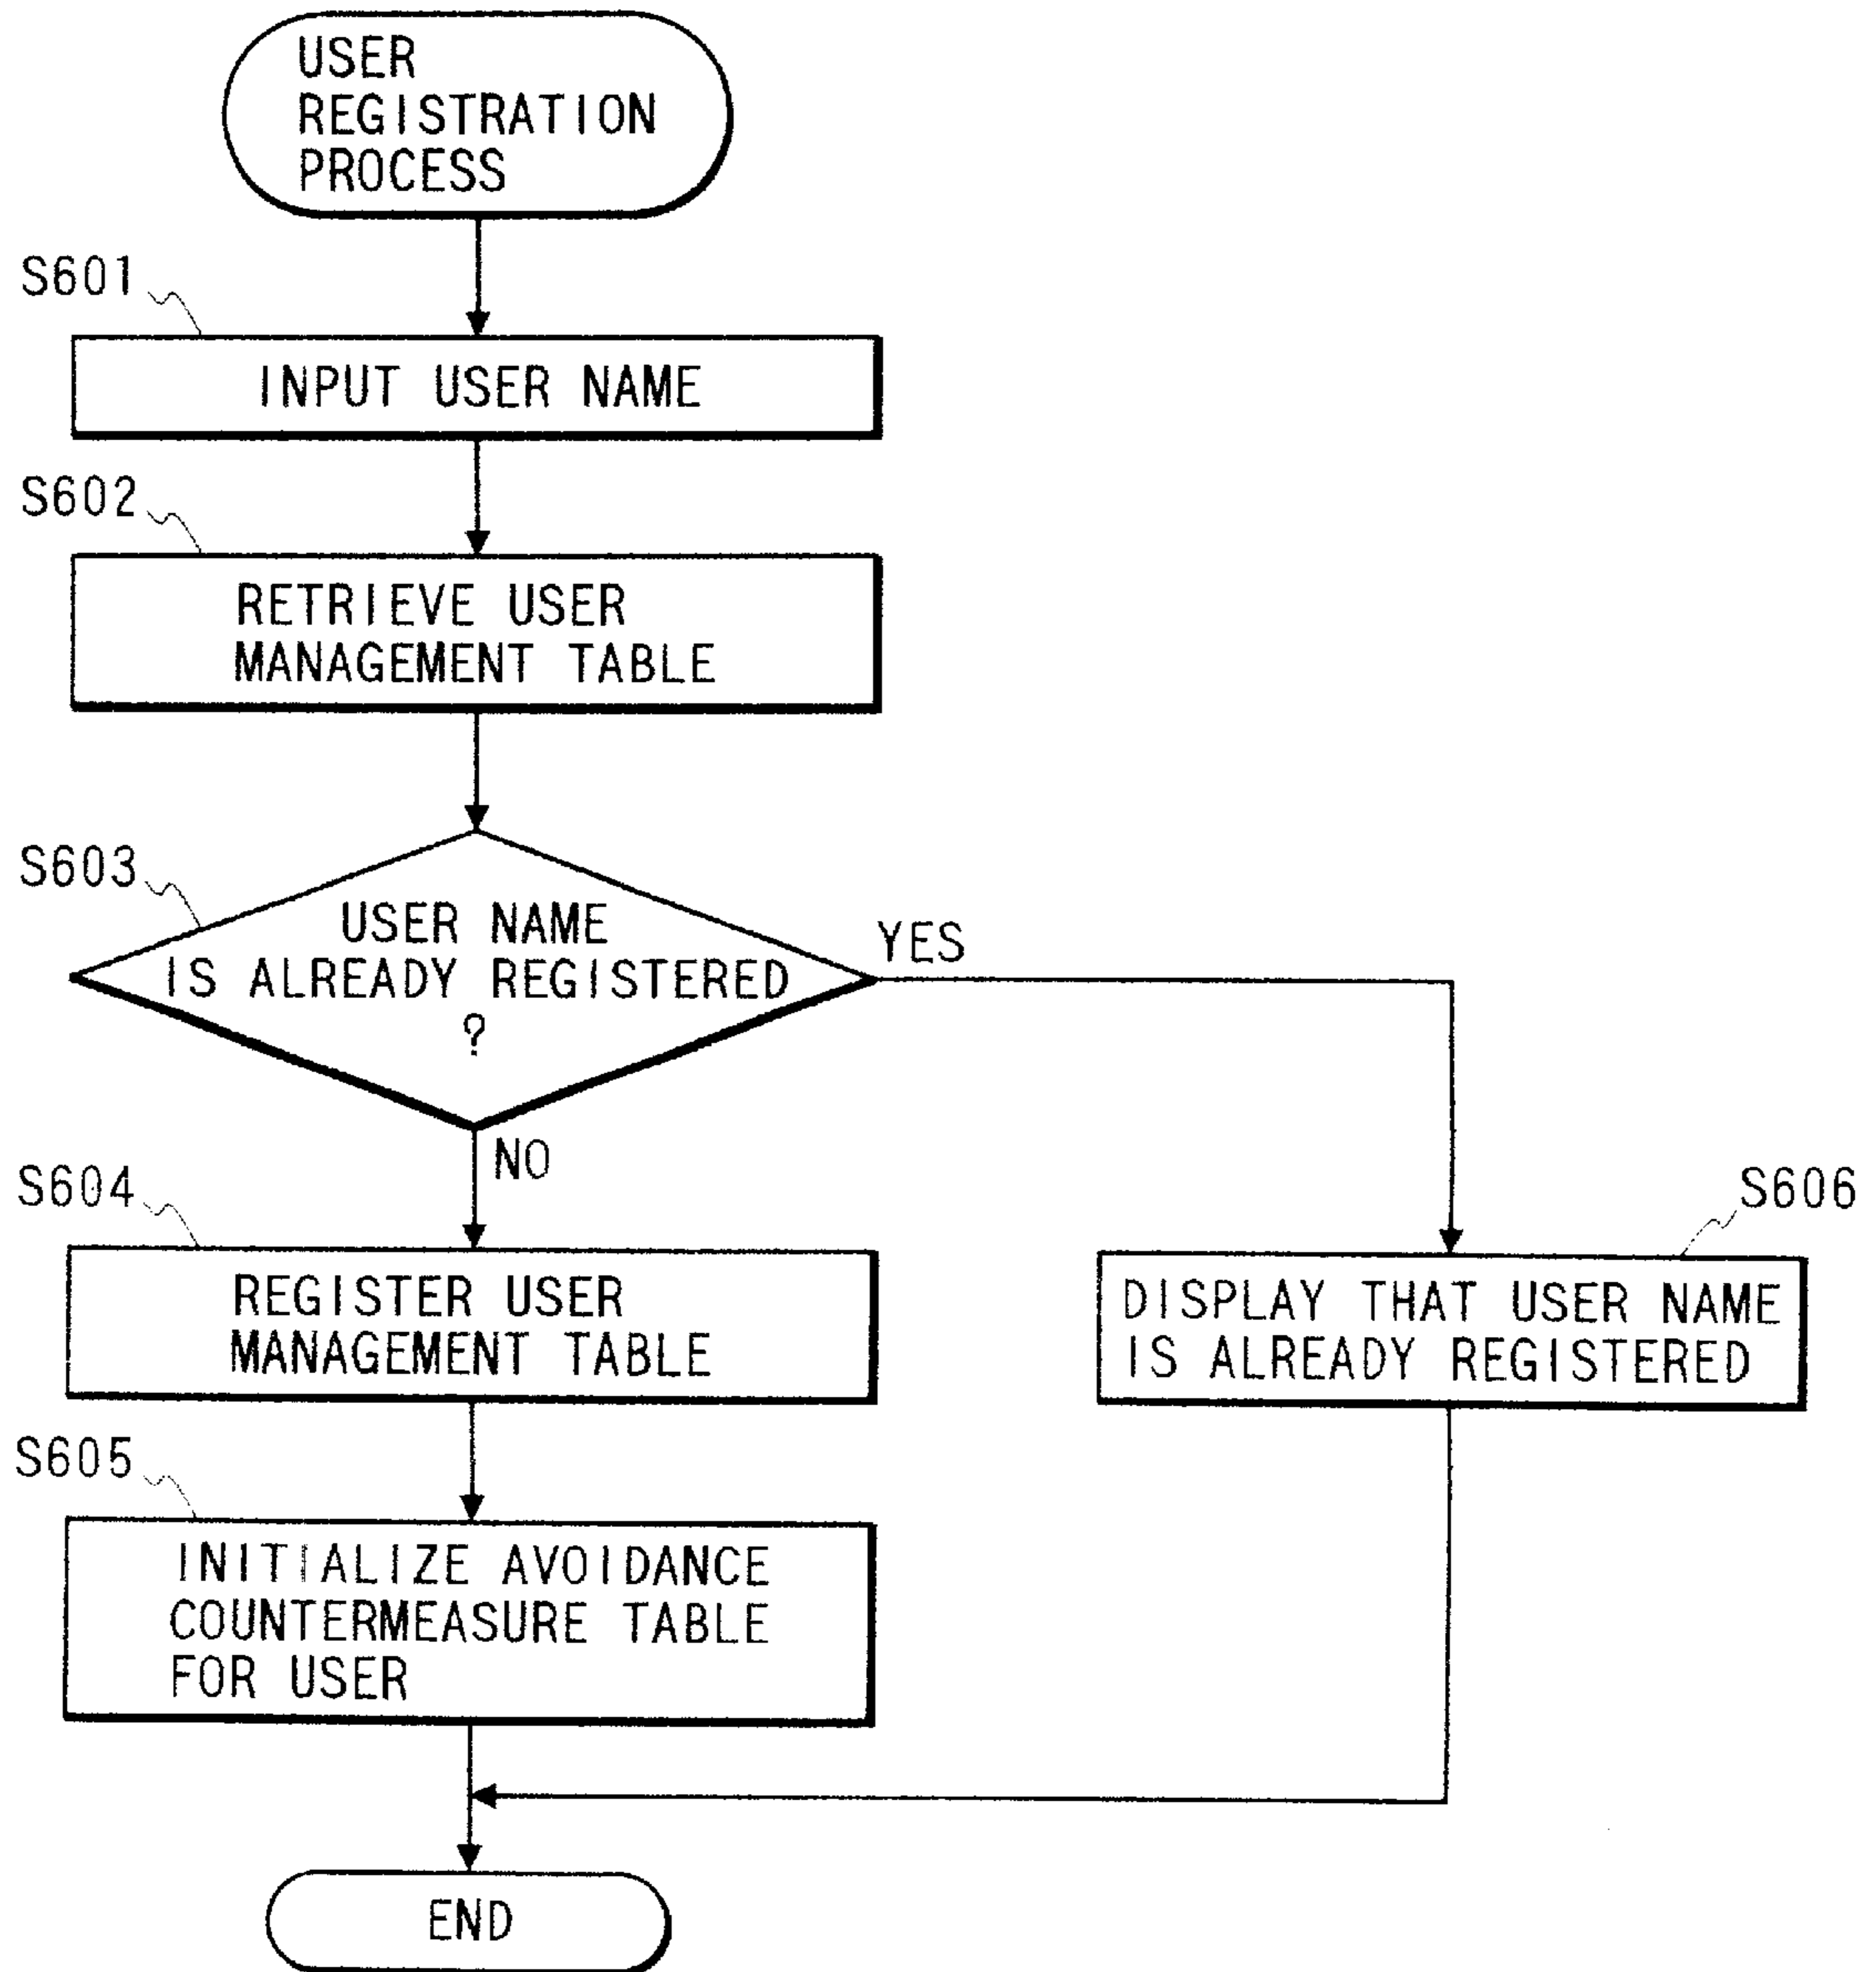 USER
REGISTRATION
PROCESS
S601
INPUT USER NAME
S602
RETRIEVE USER
MANAGEMENT TABLE
S603
USER NAME
IS ALREADY REGISTERED
?
YES
NO
S604
REGISTER USER
MANAGEMENT TABLE
S606
DISPLAY THAT USER NAME
IS ALREADY REGISTERED
S605
INITIALIZE AVOIDANCE
COUNTERMEASURE TABLE
FOR USER
END